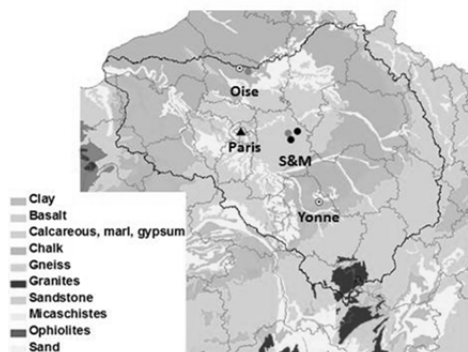 Oise
Paris
S&M
Yonne
Clay
Basalt
Calcareous, marl, gypsum
Chalk
Gneiss
Granites
Sandstone
Micaschistes
Ophiolites
Sand